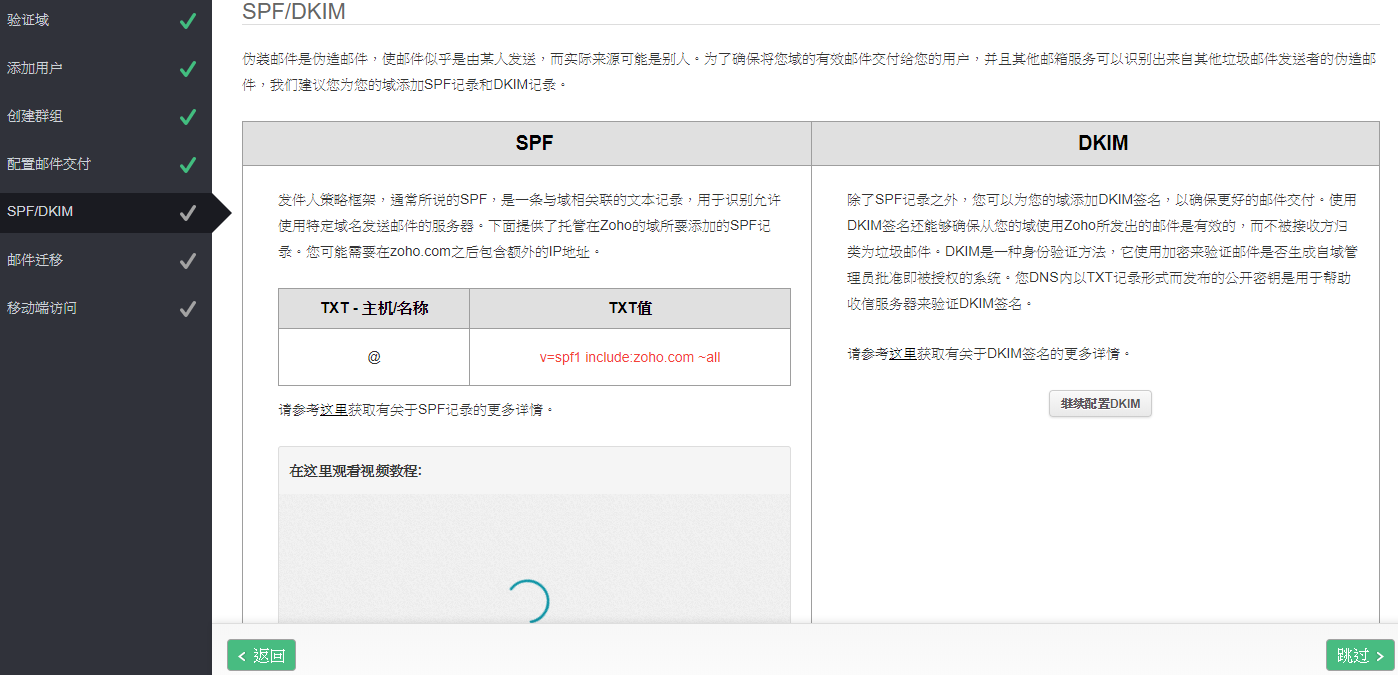 验证域
添加用户
创建群组
配置邮件交付
SPF/DKIM
邮件迁移
移动端访问
SPF/DKIM
伪装邮件是伪造邮件，使邮件似乎是由某人发送，而实际来源可能是别人。为了确保将您域的有效邮件交付给您的用户，并且其他邮箱服务可以识别出来自其他垃圾邮件发送者的伪造邮
件，我们建议您为您的域添加SPF记录和DKIM记录。
SPF
发件人策略框架，通常所说的SPF，是一条与域相关联的文本记录，用于识别允许
使用特定域名发送邮件的服务器。下面提供了托管在Zoho的域所要添加的SPF记
录。您可能需要在zoho.com之后包含额外的IP地址。
TXT - 主机/名称
TXT值
@
v=spf1 include:zoho.com ~all
请参考这里获取有关于SPF记录的更多详情。
在这里观看视频教程:
DKIM
除了SPF记录之外，您可以为您的域添加DKIM签名，以确保更好的邮件交付。使用
DKIM签名还能够确保从您的域使用Zoho所发出的邮件是有效的，而不被接收方归
类为垃圾邮件。DKIM是一种身份验证方法，它使用加密来验证邮件是否生成自域管
理员批准即被授权的系统。您DNS内以TXT记录形式而发布的公开密钥是用于帮助
收信服务器来验证DKIM签名。
请参考这里获取有关于DKIM签名的更多详情。
继续配置DKIM
< 返回
跳过 >